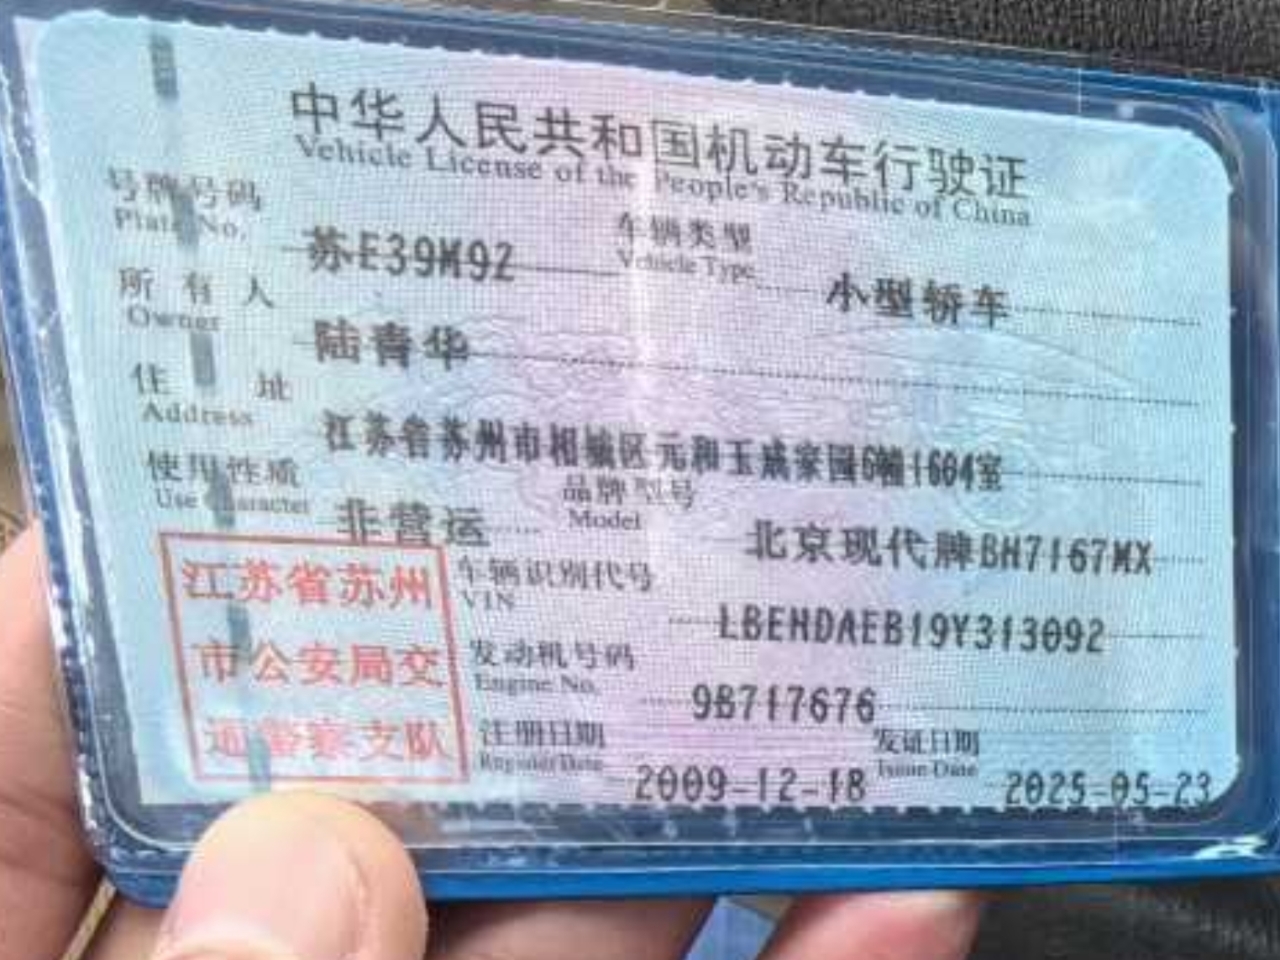 中华人民共和国机动车行驶证
Vehicle License of the People's Republic of China
号牌号码 苏E39M92 车辆类型 小型轿车
Plate No. Vehicle Type
所有人 陆青华
Owner
住址 江苏省苏州市相城区元和玉成家园6幢1604室
Address
使用性质 非营运 品牌型号 北京现代牌BH7167MX
Use Character Model
车辆识别代号 LBEHDAEB19Y313092
VIN
发动机号码 9B717676
Engine No.
注册日期 2009-12-18 发证日期 2025-05-23
Register Date Issue Date
江苏省苏州
市公安局交
通警察支队